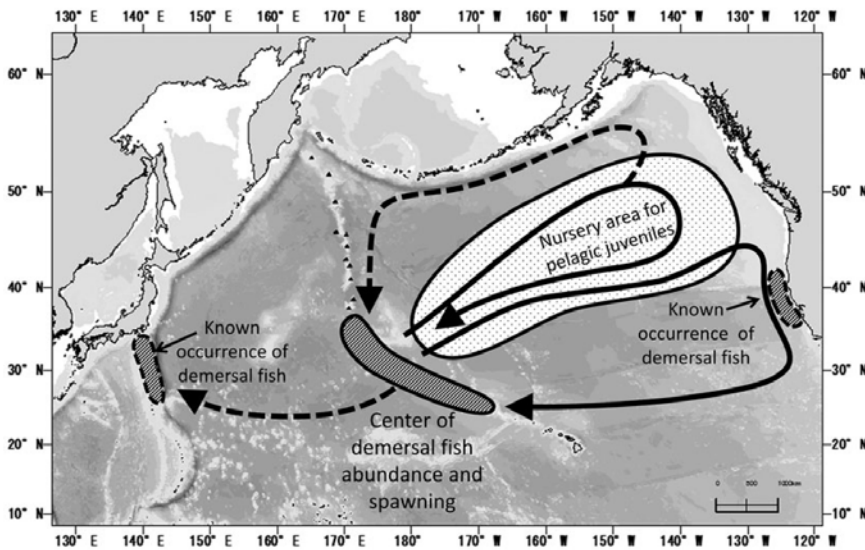 130° E 140° E 150° E 160° E 170° E 180° 170° W 160° W 150° W 140° W 130° W 120° W
60° N 60° N
50° N 50° N
40° N 40° N
30° N 30° N
20° N 20° N
10° N 10° N
Nursery area for
pelagic juveniles
Known
occurrence of
demersal fish
Known
occurrence of
demersal fish
Center of
demersal fish
abundance and
spawning
0 500 1000km
130° E 140° E 150° E 160° E 170° E 180° 170° W 160° W 150° W 140° W 130° W 120° W